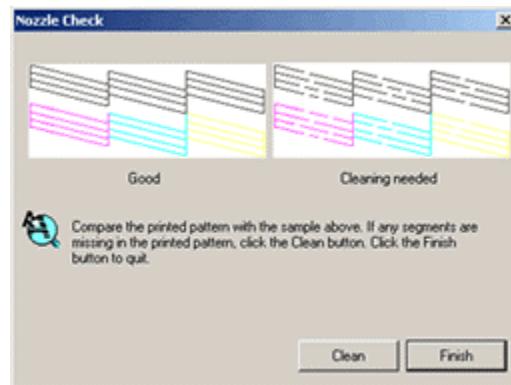 Nozzle Check
Good
Cleaning needed
Compare the printed pattern with the sample above. If any segments are
missing in the printed pattern, click the Clean button. Click the Finish
button to quit.
Clean
Finish